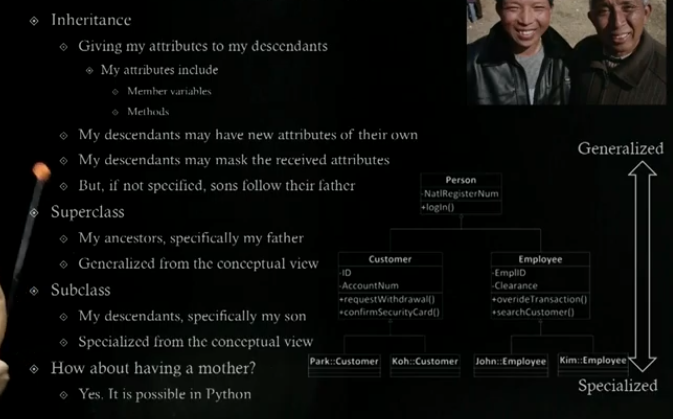 Inheritance
Giving my attributes to my descendants
My attributes include
Member variables
Methods
My descendants may have new attributes of their own
My descendants may mask the received attributes
But, if not specified, sons follow their father
Superclass
My ancestors, specifically my father
Generalized from the conceptual view
Subclass
My descendants, specifically my son
Specialized from the conceptual view
How about having a mother?
Yes. It is possible in Python
Generalized
Person
-NatlRegisterNum
+logIn()
Customer
-ID
-AccountNum
+requestWithdrawal()
+confirmSecurityCard()
Employee
-EmplID
-Clearance
+overideTransaction()
+searchCustomer()
Park::Customer
Koh::Customer
John::Employee
Kim::Employee
Specialized